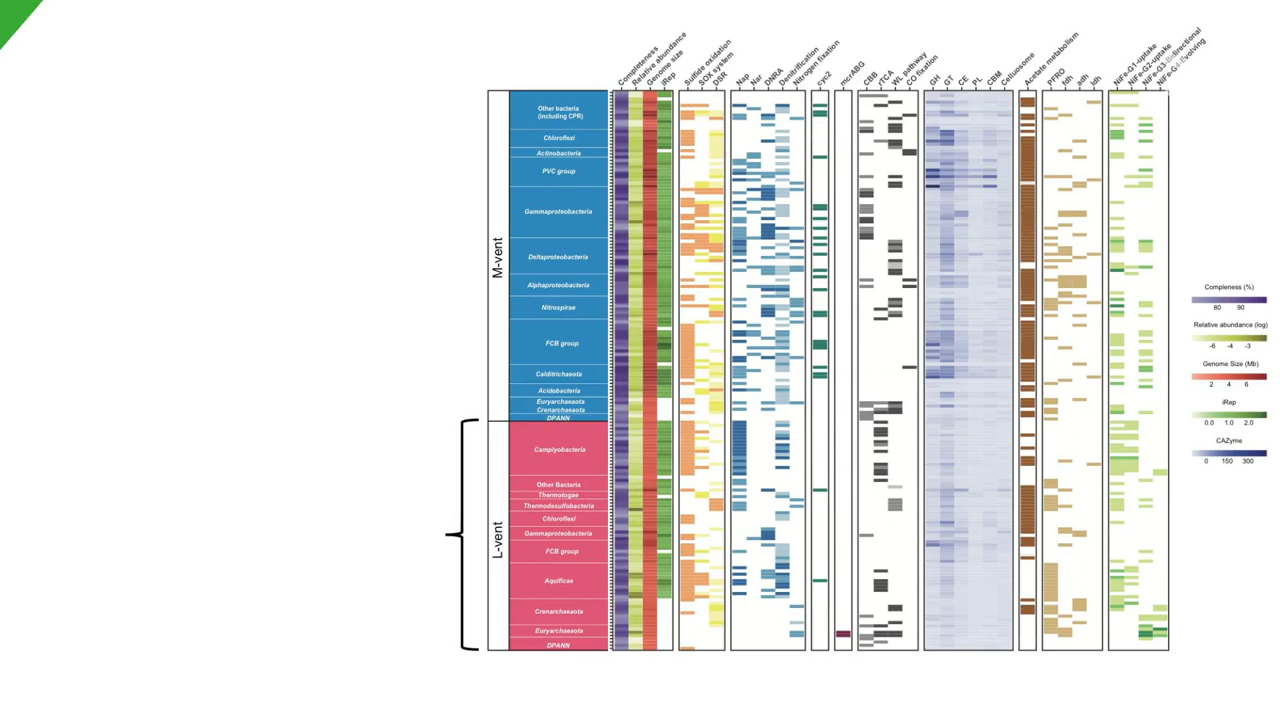 Completeness
Relative abundance
Genome size
iRep
Sulfide oxidation
SOX system
DSR
Nap
Nar
DNRA
Denitrification
Nitrogen fixation
cyc2
mcrABG
CBB
rTCA
WL pathway
CO fixation
GH
GT
CE
PL
CBM
Cellusosome
Acetate metabolism
PFRO
fdh
adh
ldh
NiFe-G1-uptake
NiFe-G2-uptake
NiFe-G3-Bidirectional
NiFe-G4-Evolving
M-vent
Other bacteria
(including CPR)
Chloroflexi
Actinobacteria
PVC group
Gammaproteobacteria
Deltaproteobacteria
Alphaproteobacteria
Nitrospirae
FCB group
Calditrichaeota
Acidobacteria
Euryarchaeota
Crenarchaeota
DPANN
L-vent
Camplyobacteria
Other Bacteria
Thermotogae
Thermodesulfobacteria
Chloroflexi
Gammaproteobacteria
FCB group
Aquificae
Crenarchaeota
Euryarchaeota
DPANN
Compleness (%)
80 90
Relative abundance (log)
-6 -4 -3
Genome Size (Mb)
2 4 6
iRep
0.0 1.0 2.0
CAZyme
0 150 300